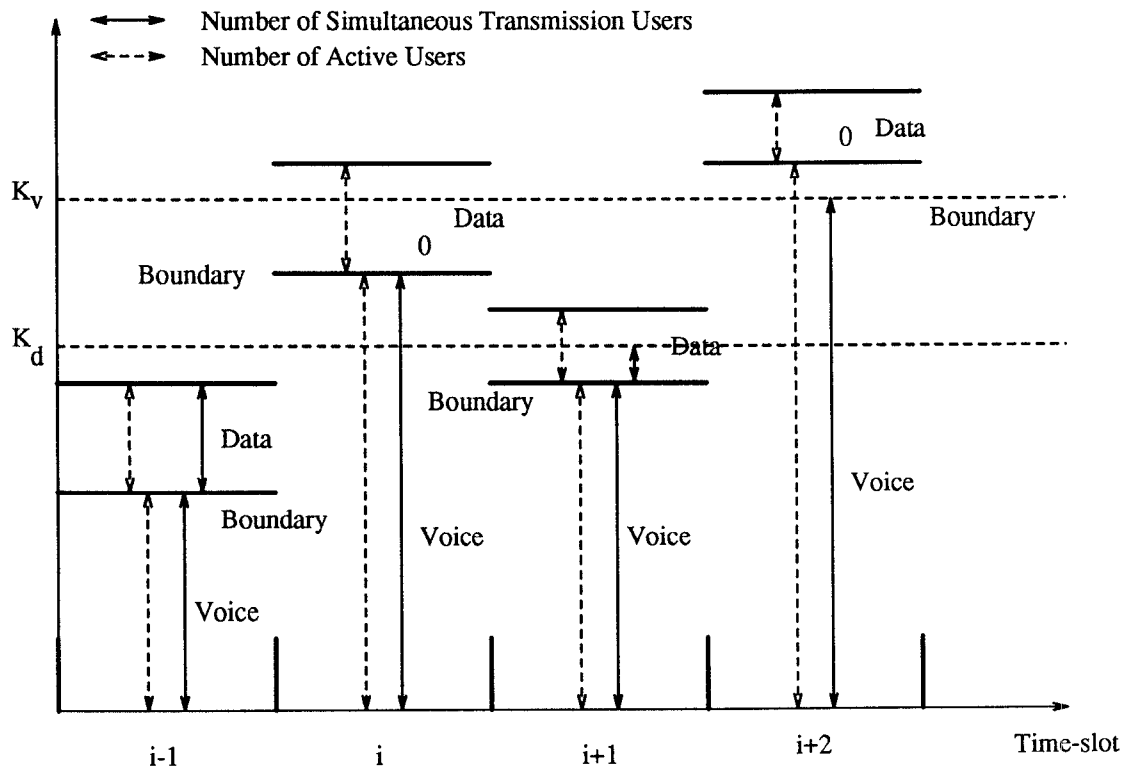 Number of Simultaneous Transmission Users
Number of Active Users
0 Data
K_v
Data
Boundary
0
Boundary
K_d
Data
Boundary
Data
Boundary
Voice
Voice
Voice
Voice
i-1
i
i+1
i+2
Time-slot